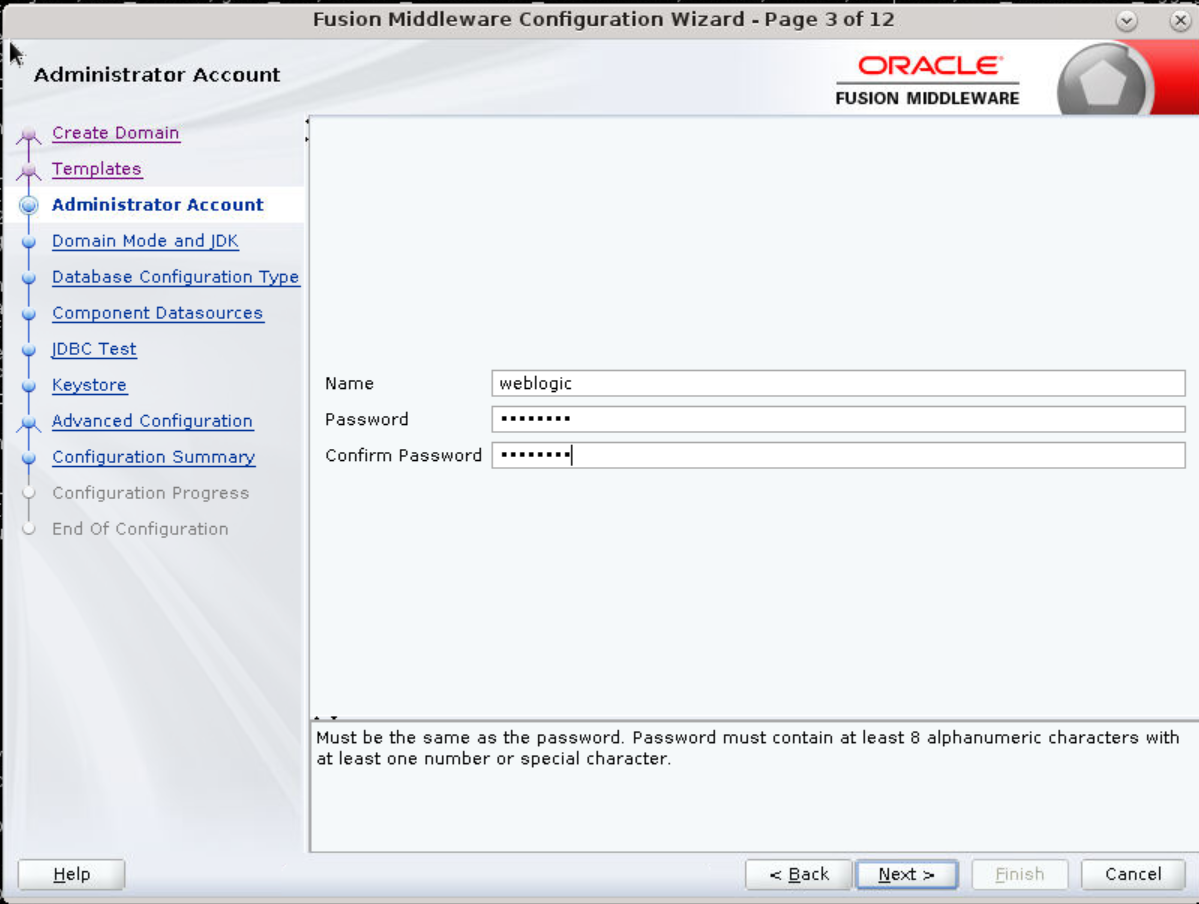 Fusion Middleware Configuration Wizard - Page 3 of 12
Administrator Account
ORACLE
FUSION MIDDLEWARE
Create Domain
Templates
Administrator Account
Domain Mode and JDK
Database Configuration Type
Component Datasources
JDBC Test
Keystore
Advanced Configuration
Configuration Summary
Configuration Progress
End Of Configuration
Name weblogic
Password ••••••••
Confirm Password ••••••••
Must be the same as the password. Password must contain at least 8 alphanumeric characters with
at least one number or special character.
Help < Back Next > Finish Cancel